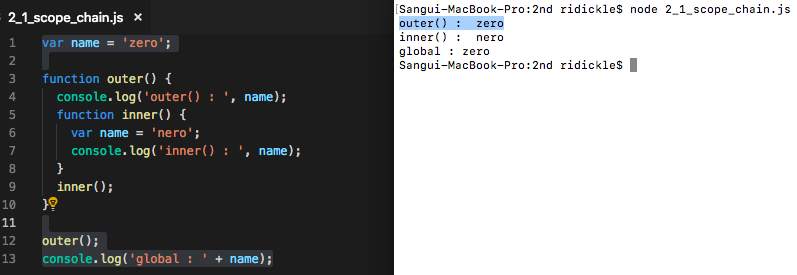 2_1_scope_chain.js ×
1 var name = 'zero';
2
3 function outer() {
4 console.log('outer() : ', name);
5 function inner() {
6 var name = 'nero';
7 console.log('inner() : ', name);
8 }
9 inner();
10 }
11
12 outer();
13 console.log('global : ' + name);
[Sangui-MacBook-Pro:2nd ridickle$ node 2_1_scope_chain.js
outer() :  zero
inner() :  nero
global : zero
Sangui-MacBook-Pro:2nd ridickle$